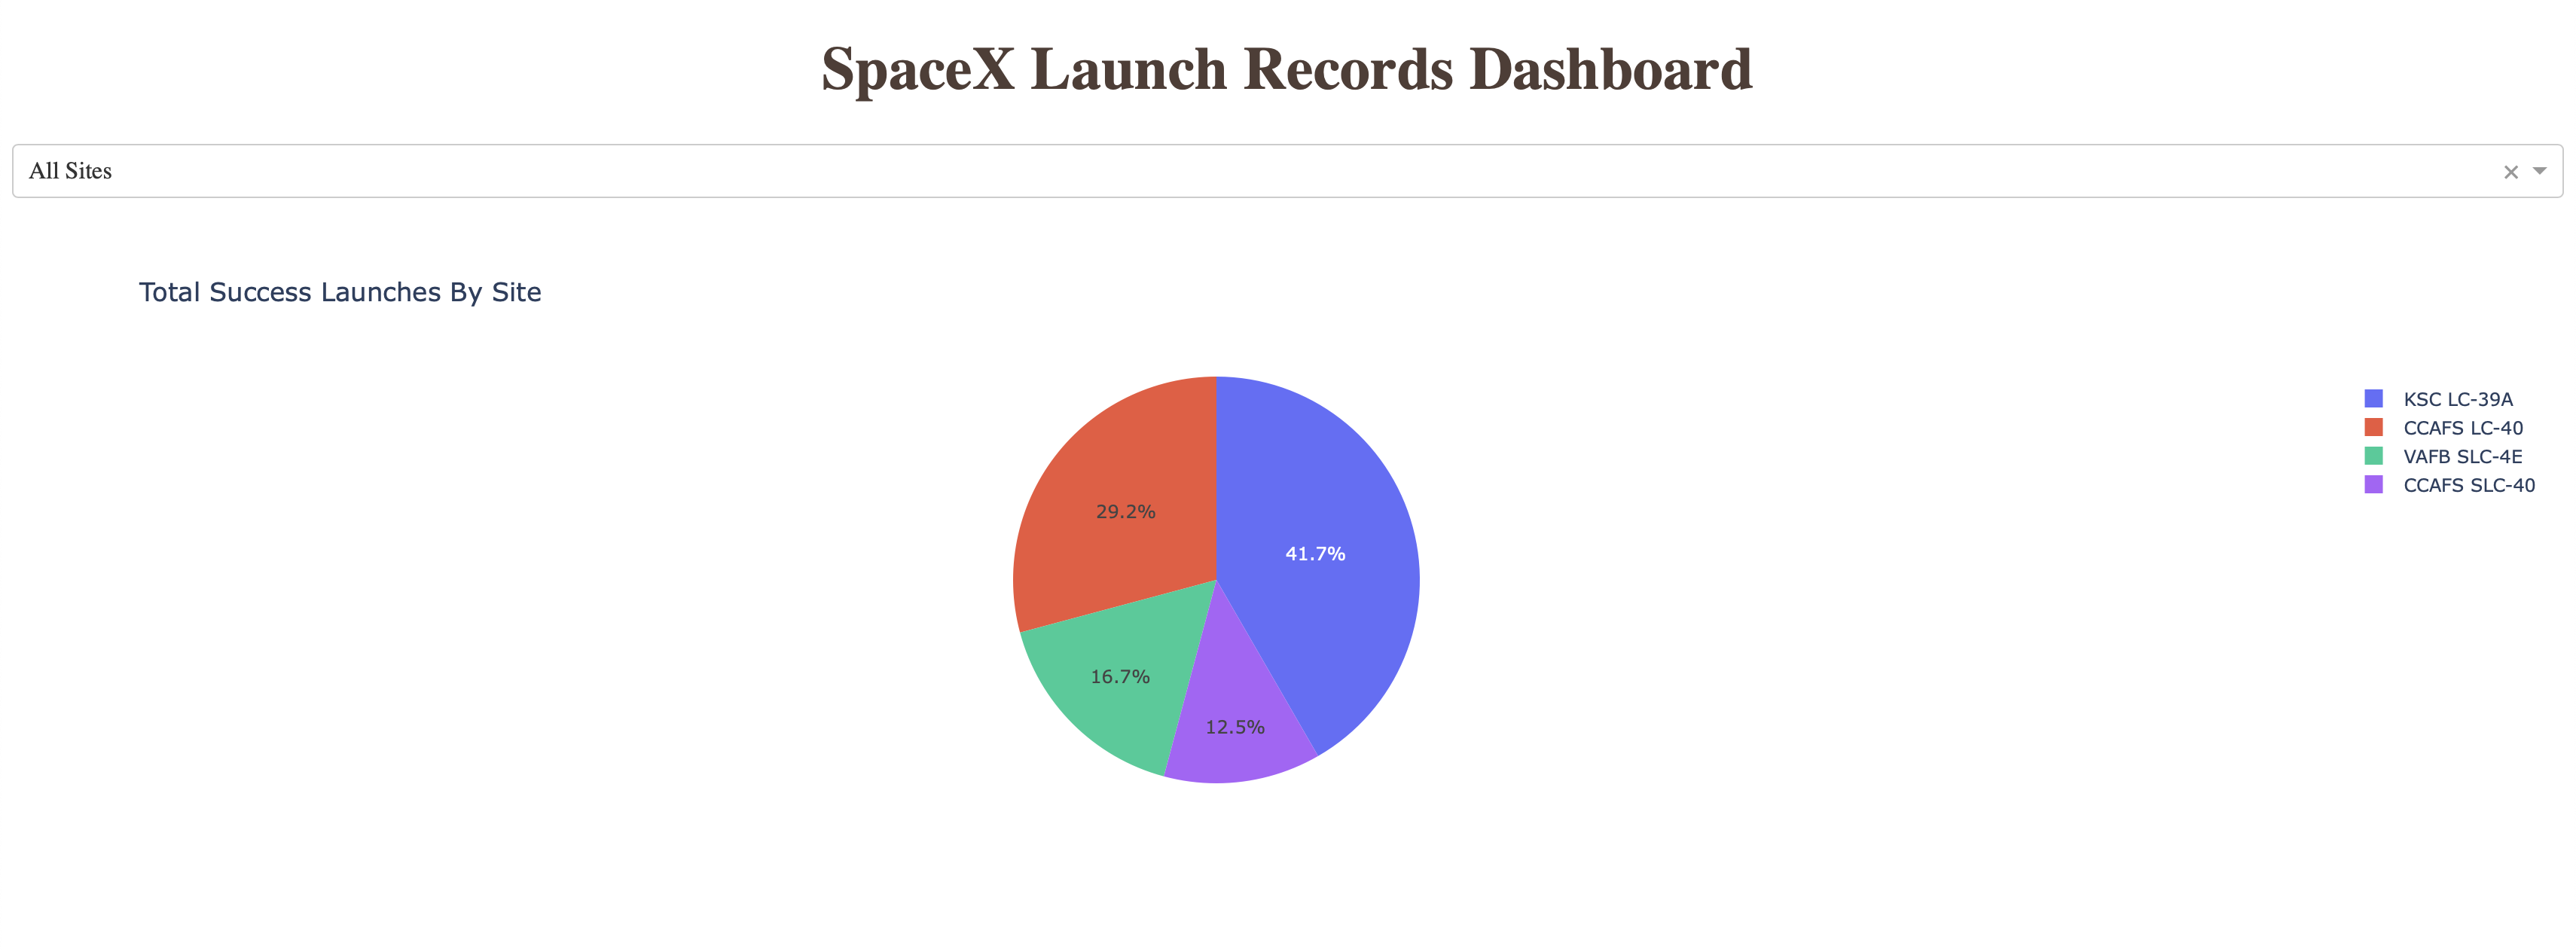 SpaceX Launch Records Dashboard
All Sites
Total Success Launches By Site
KSC LC-39A
CCAFS LC-40
VAFB SLC-4E
CCAFS SLC-40
29.2%
41.7%
16.7%
12.5%